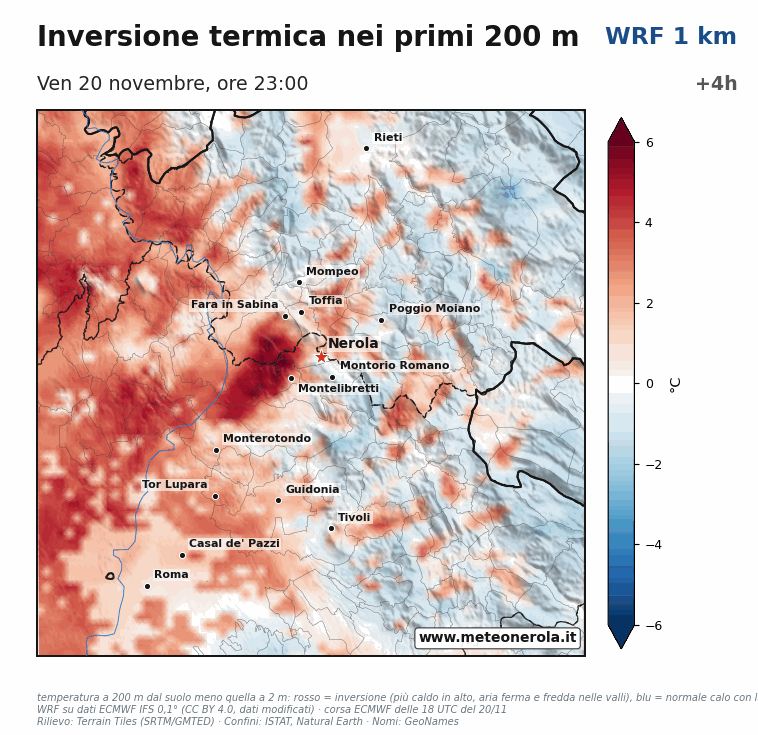 Inversione termica nei primi 200 m
WRF 1 km
Ven 20 novembre, ore 23:00
+4h
Rieti
Mompeo
Fara in Sabina
Toffia
Poggio Moiano
Nerola
Montorio Romano
Montelibretti
Monterotondo
Tor Lupara
Guidonia
Tivoli
Casal de' Pazzi
Roma
www.meteonerola.it
6
4
2
0
−2
−4
−6
°C
temperatura a 200 m dal suolo meno quella a 2 m: rosso = inversione (più caldo in alto, aria ferma e fredda nelle valli), blu = normale calo con l
WRF su dati ECMWF IFS 0,1° (CC BY 4.0, dati modificati) · corsa ECMWF delle 18 UTC del 20/11
Rilievo: Terrain Tiles (SRTM/GMTED) · Confini: ISTAT, Natural Earth · Nomi: GeoNames